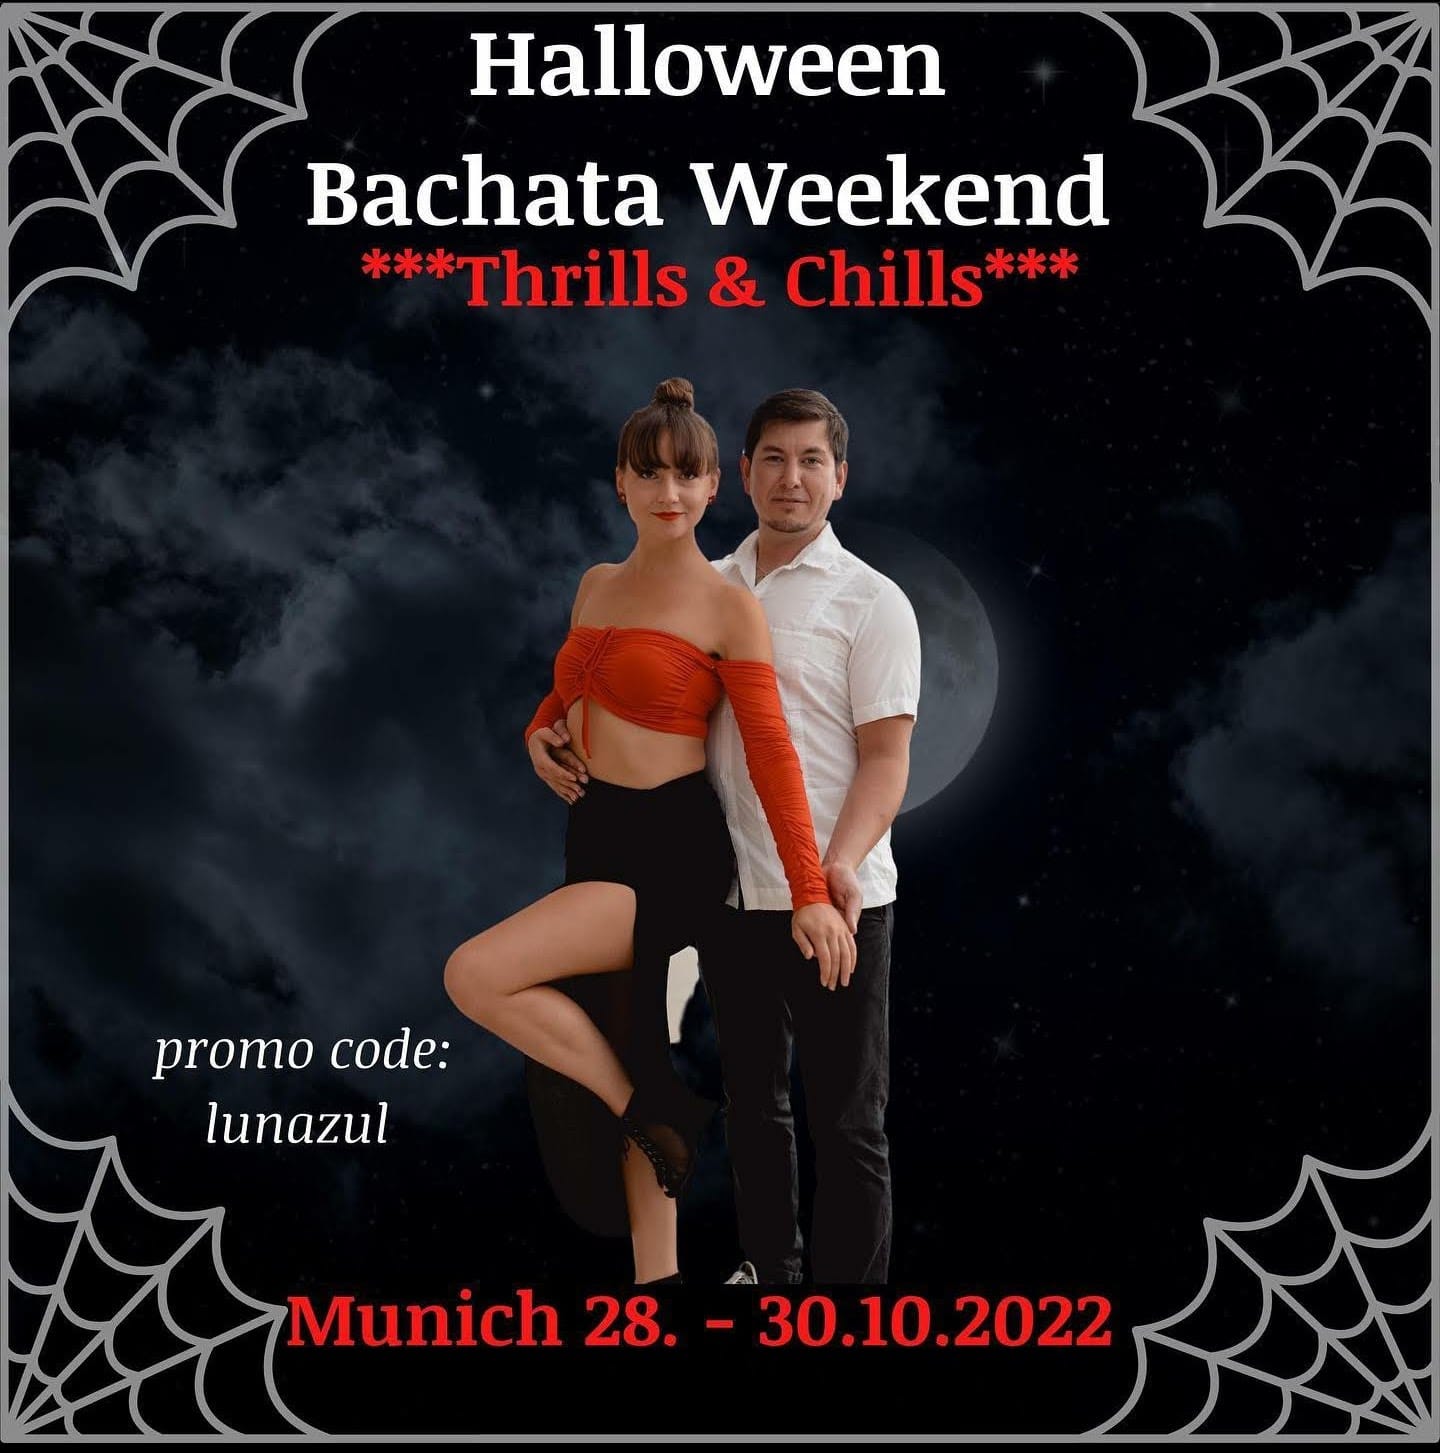 Halloween
Bachata Weekend
***Thrills & Chills***
promo code:
lunazul
Munich 28. - 30.10.2022